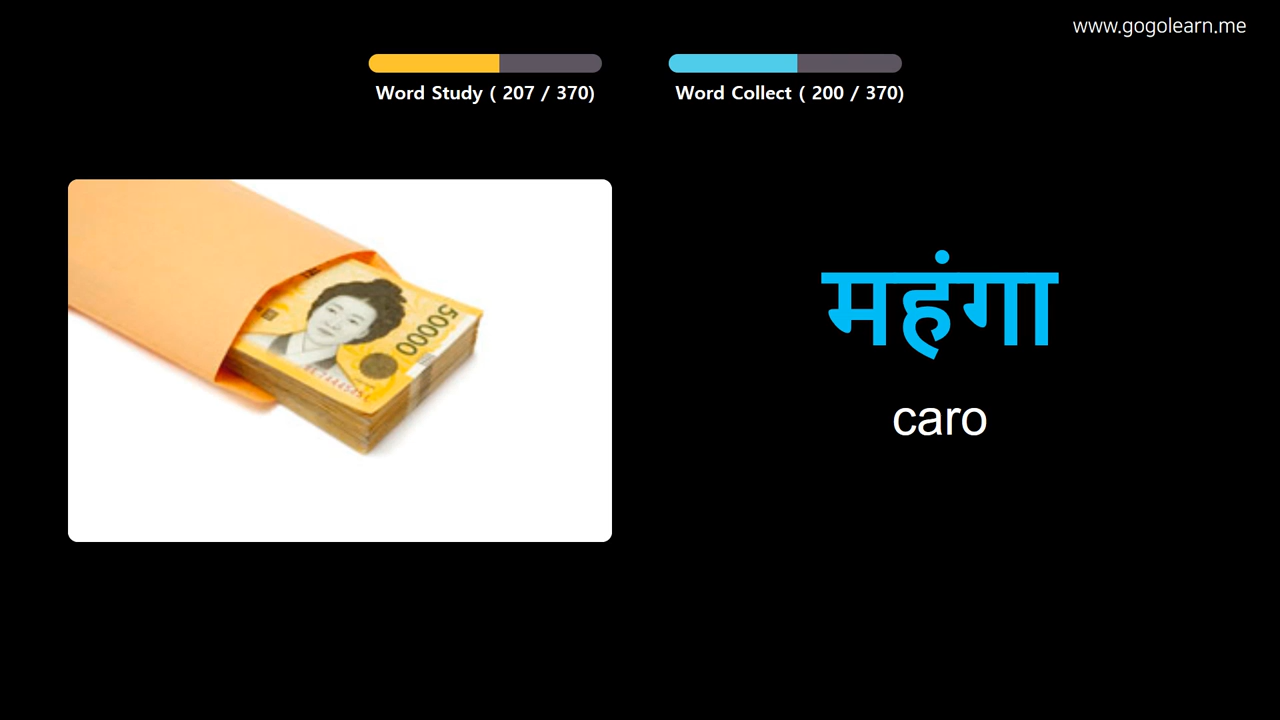 www.gogolearn.me
Word Study ( 207 / 370)
Word Collect ( 200 / 370)
50000
महंगा
caro